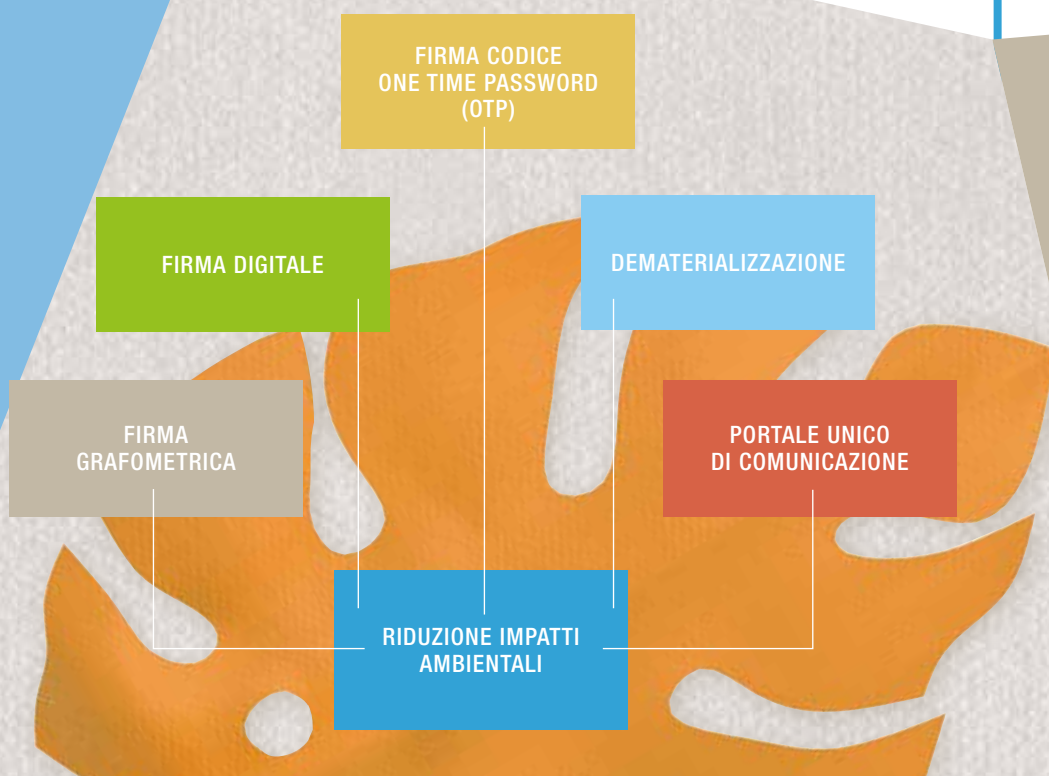 FIRMA CODICE
ONE TIME PASSWORD
(OTP)
FIRMA DIGITALE
DEMATERIALIZZAZIONE
FIRMA
GRAFOMETRICA
PORTALE UNICO
DI COMUNICAZIONE
RIDUZIONE IMPATTI
AMBIENTALI